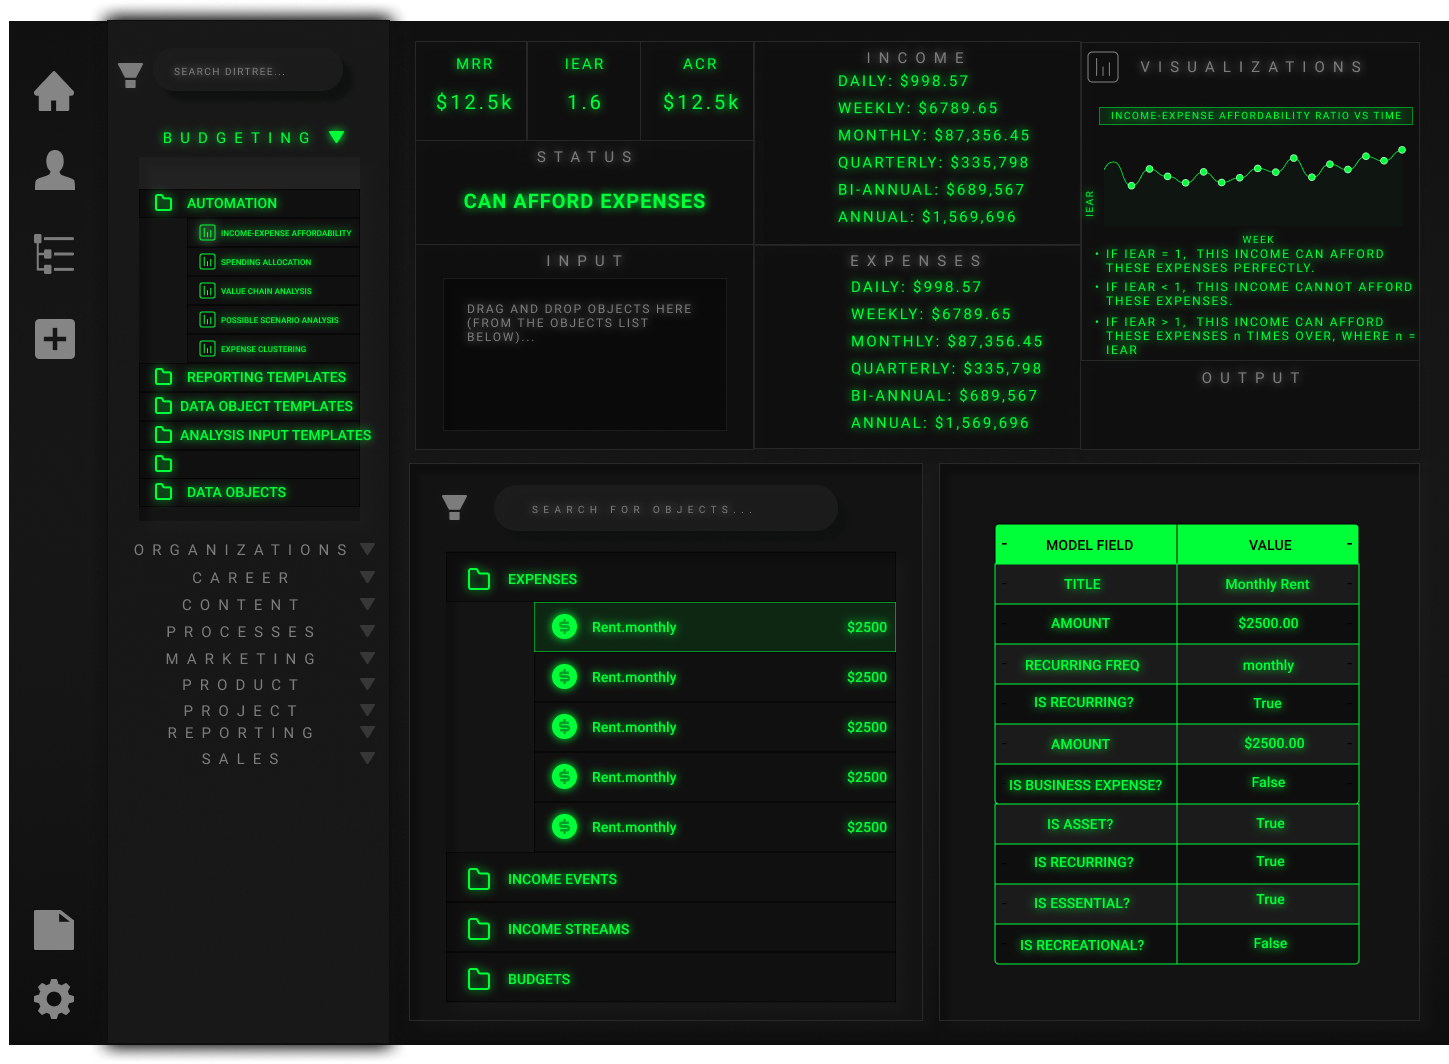 SEARCH DIRTREE...
BUDGETING
AUTOMATION
INCOME-EXPENSE AFFORDABILITY
SPENDING ALLOCATION
VALUE CHAIN ANALYSIS
POSSIBLE SCENARIO ANALYSIS
EXPENSE CLUSTERING
REPORTING TEMPLATES
DATA OBJECT TEMPLATES
ANALYSIS INPUT TEMPLATES
DATA OBJECTS
ORGANIZATIONS
CAREER
CONTENT
PROCESSES
MARKETING
PRODUCT
PROJECT
REPORTING
SALES
MRR
$12.5k
IEAR
1.6
ACR
$12.5k
STATUS
CAN AFFORD EXPENSES
INPUT
DRAG AND DROP OBJECTS HERE
(FROM THE OBJECTS LIST
BELOW)...
INCOME
DAILY: $998.57
WEEKLY: $6789.65
MONTHLY: $87,356.45
QUARTERLY: $335,798
BI-ANNUAL: $689,567
ANNUAL: $1,569,696
EXPENSES
DAILY: $998.57
WEEKLY: $6789.65
MONTHLY: $87,356.45
QUARTERLY: $335,798
BI-ANNUAL: $689,567
ANNUAL: $1,569,696
VISUALIZATIONS
INCOME-EXPENSE AFFORDABILITY RATIO VS TIME
IEAR
WEEK
• IF IEAR = 1, THIS INCOME CAN AFFORD
THESE EXPENSES PERFECTLY.
• IF IEAR < 1, THIS INCOME CANNOT AFFORD
THESE EXPENSES.
• IF IEAR > 1, THIS INCOME CAN AFFORD
THESE EXPENSES n TIMES OVER, WHERE n =
IEAR
OUTPUT
SEARCH FOR OBJECTS...
EXPENSES
Rent.monthly $2500
Rent.monthly $2500
Rent.monthly $2500
Rent.monthly $2500
Rent.monthly $2500
INCOME EVENTS
INCOME STREAMS
BUDGETS
- MODEL FIELD VALUE -
TITLE Monthly Rent
AMOUNT $2500.00
RECURRING FREQ monthly
IS RECURRING? True
AMOUNT $2500.00
IS BUSINESS EXPENSE? False
IS ASSET? True
IS RECURRING? True
IS ESSENTIAL? True
IS RECREATIONAL? False